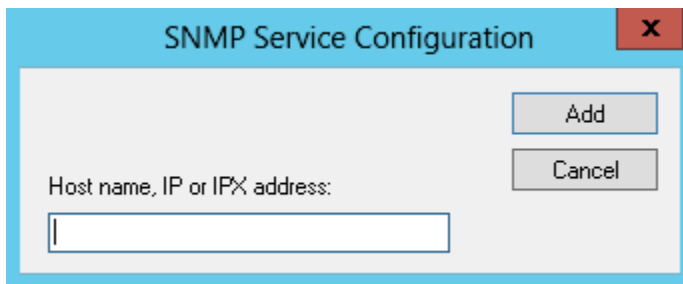 SNMP Service Configuration
x
Add
Cancel
Host name, IP or IPX address: